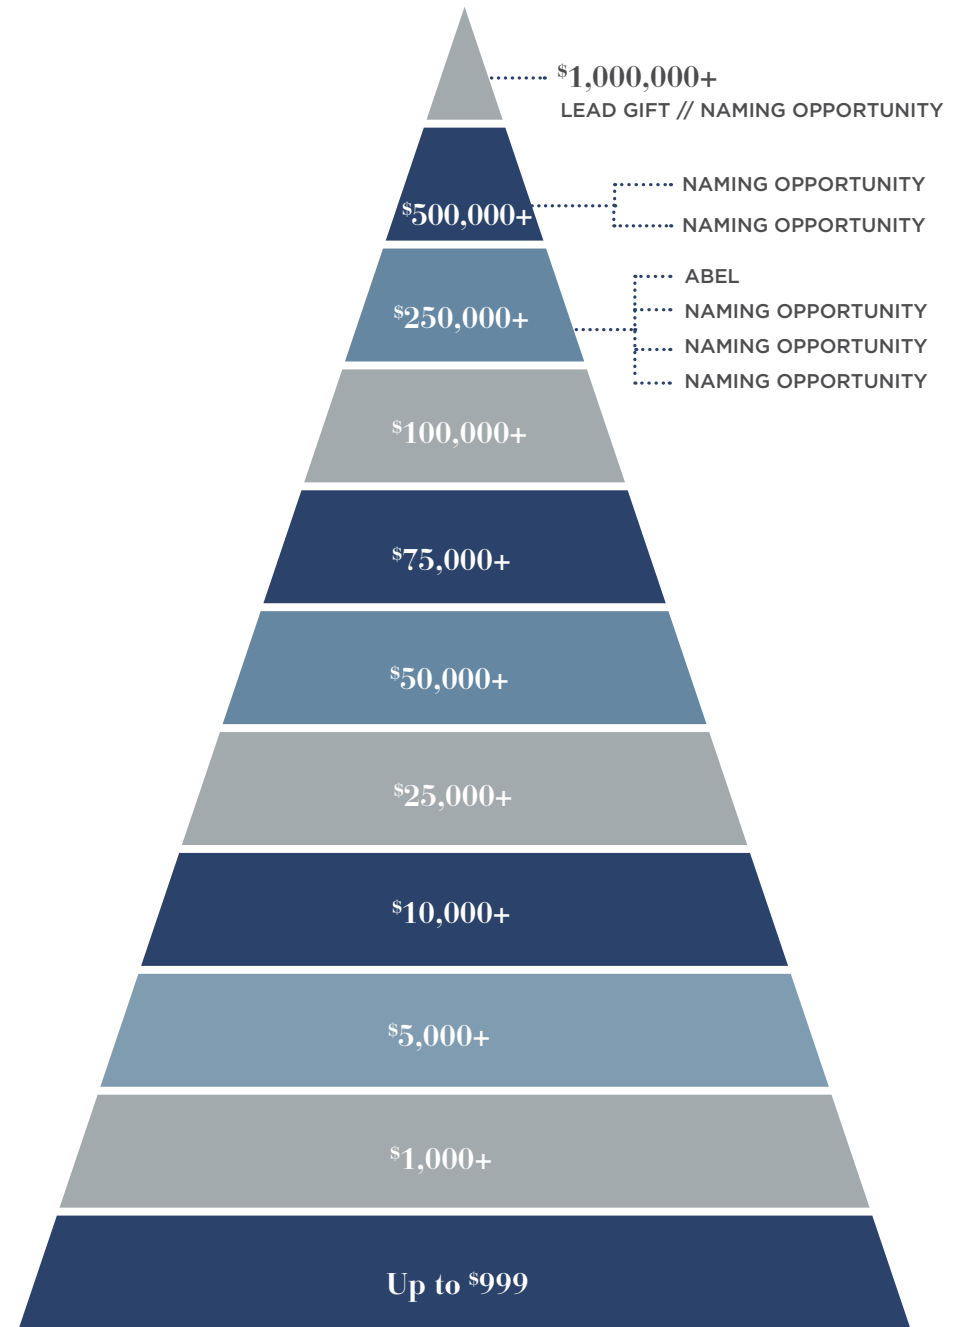 $1,000,000+
LEAD GIFT // NAMING OPPORTUNITY
NAMING OPPORTUNITY
$500,000+
NAMING OPPORTUNITY
ABEL
NAMING OPPORTUNITY
$250,000+
NAMING OPPORTUNITY
NAMING OPPORTUNITY
$100,000+
$75,000+
$50,000+
$25,000+
$10,000+
$5,000+
$1,000+
Up to $999